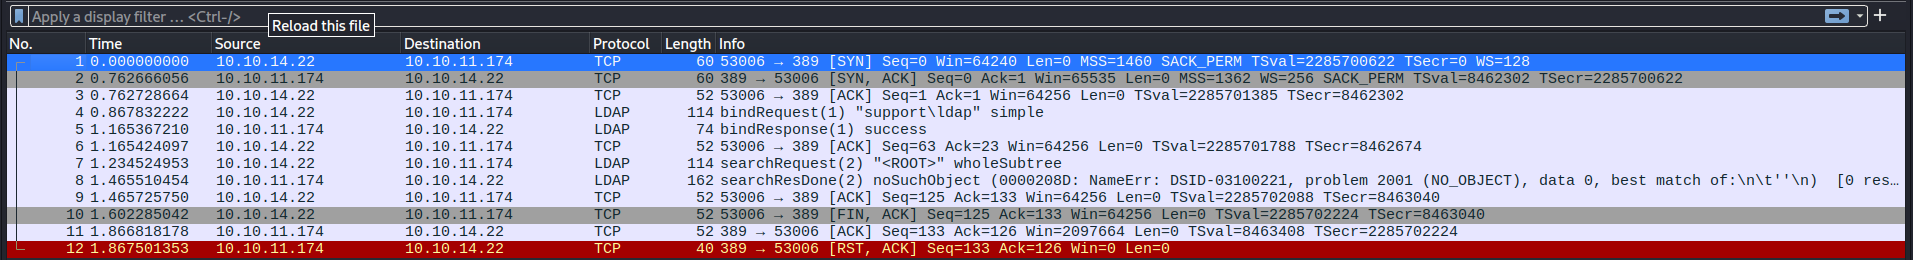 Apply a display filter ... <Ctrl-/>
Reload this file
No. Time Source Destination Protocol Length Info
1 0.000000000 10.10.14.22 10.10.11.174 TCP 60 53006 → 389 [SYN] Seq=0 Win=64240 Len=0 MSS=1460 SACK_PERM TSval=2285700622 TSecr=0 WS=128
2 0.762666056 10.10.11.174 10.10.14.22 TCP 60 389 → 53006 [SYN, ACK] Seq=0 Ack=1 Win=65535 Len=0 MSS=1362 WS=256 SACK_PERM TSval=8462302 TSecr=2285700622
3 0.762728664 10.10.14.22 10.10.11.174 TCP 52 53006 → 389 [ACK] Seq=1 Ack=1 Win=64256 Len=0 TSval=2285701385 TSecr=8462302
4 0.867832222 10.10.14.22 10.10.11.174 LDAP 114 bindRequest(1) "support\ldap" simple
5 1.165367210 10.10.11.174 10.10.14.22 LDAP 74 bindResponse(1) success
6 1.165424097 10.10.14.22 10.10.11.174 TCP 52 53006 → 389 [ACK] Seq=63 Ack=23 Win=64256 Len=0 TSval=2285701788 TSecr=8462674
7 1.234524953 10.10.14.22 10.10.11.174 LDAP 114 searchRequest(2) "<ROOT>" wholeSubtree
8 1.465510454 10.10.11.174 10.10.14.22 LDAP 162 searchResDone(2) noSuchObject (0000208D: NameErr: DSID-03100221, problem 2001 (NO_OBJECT), data 0, best match of:\n\t''\n) [0 res...
9 1.465725750 10.10.14.22 10.10.11.174 TCP 52 53006 → 389 [ACK] Seq=125 Ack=133 Win=64256 Len=0 TSval=2285702088 TSecr=8463040
10 1.602285042 10.10.14.22 10.10.11.174 TCP 52 53006 → 389 [FIN, ACK] Seq=125 Ack=133 Win=64256 Len=0 TSval=2285702224 TSecr=8463040
11 1.866818178 10.10.11.174 10.10.14.22 TCP 52 389 → 53006 [ACK] Seq=133 Ack=126 Win=2097664 Len=0 TSval=8463408 TSecr=2285702224
12 1.867501353 10.10.11.174 10.10.14.22 TCP 40 389 → 53006 [RST, ACK] Seq=133 Ack=126 Win=0 Len=0